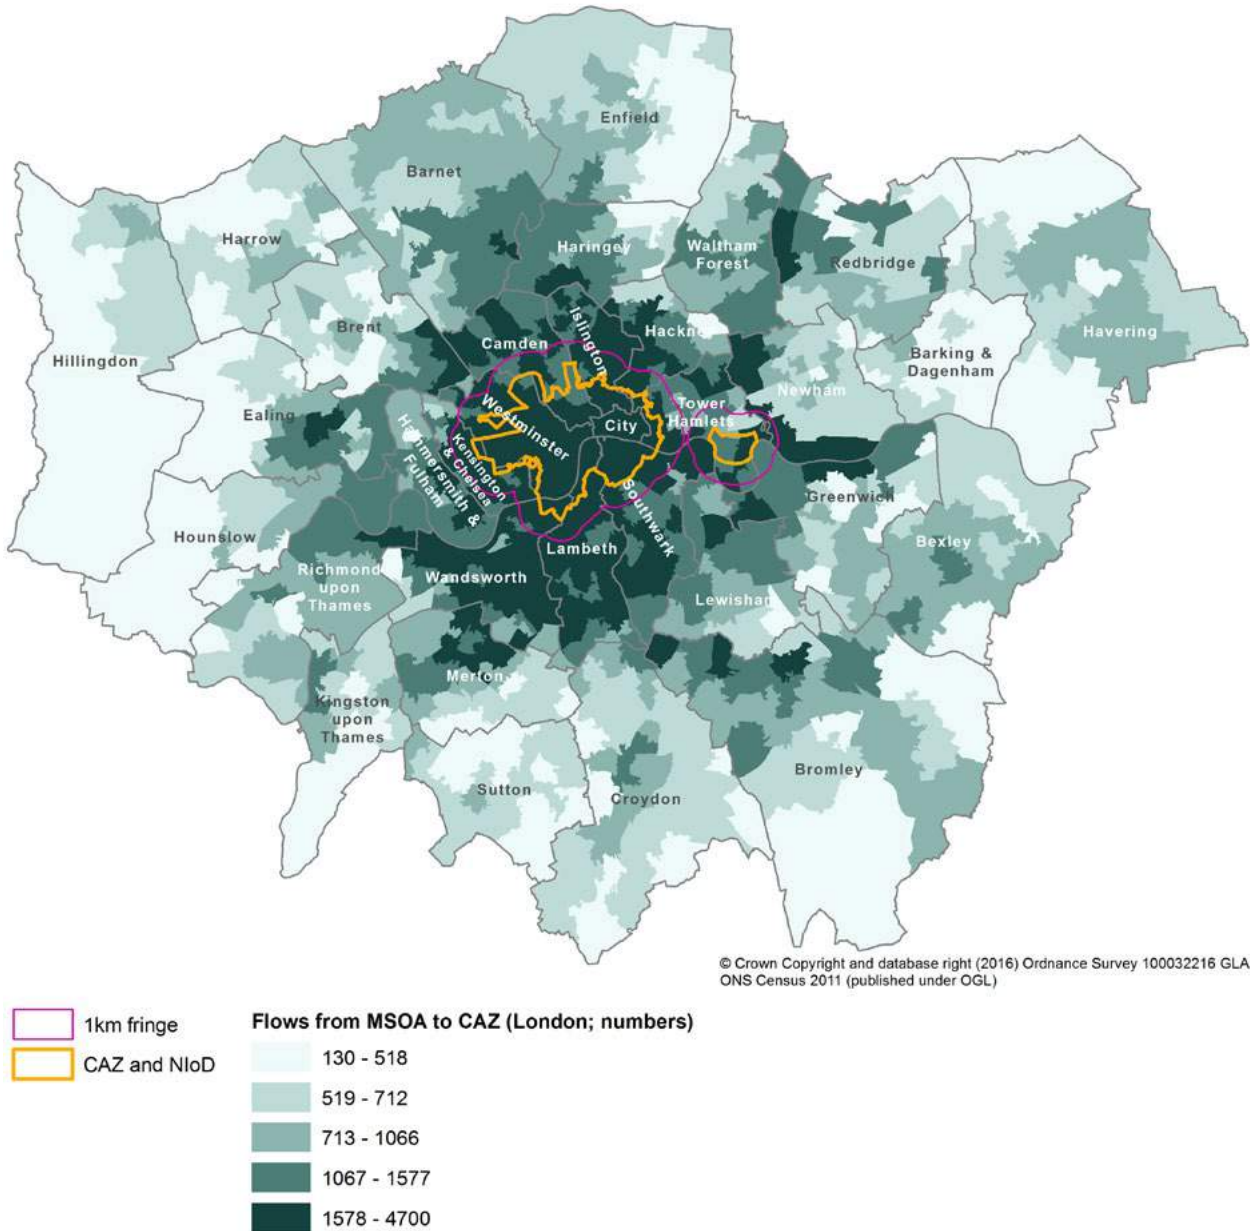 Enfield
Barnet
Harrow
Haringey
Waltham
Forest
Redbridge
Havering
Brent
Hillingdon
Camden
Islington
Hackne
Barking &
Dagenham
Newham
Ealing
Westminster
City
Tower
Hamlets
Kensington
& Chelsea
Hammersmith &
Fulham
Southwark
Greenwich
Hounslow
Bexley
Lambeth
Richmond
upon
Thames
Wandsworth
Lewisham
Merton
Kingston
upon
Thames
Sutton
Croydon
Bromley
© Crown Copyright and database right (2016) Ordnance Survey 100032216 GLA
ONS Census 2011 (published under OGL)
1km fringe
CAZ and NIoD
Flows from MSOA to CAZ (London; numbers)
130 - 518
519 - 712
713 - 1066
1067 - 1577
1578 - 4700